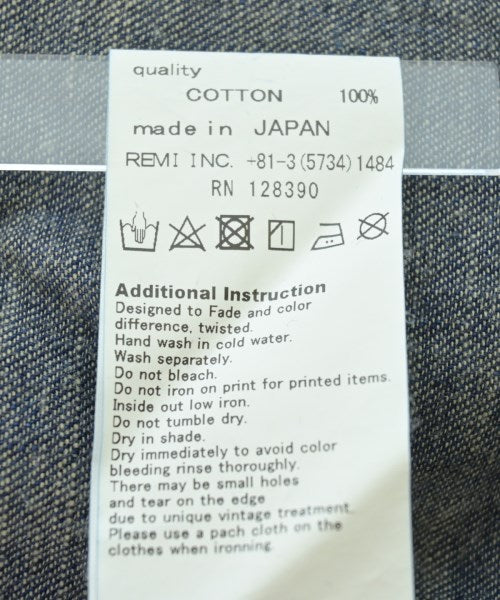 quality
COTTON 100%
made in JAPAN
REMI INC. +81-3(5734)1484
RN 128390
Additional Instruction
Designed to Fade and color
difference, twisted.
Hand wash in cold water.
Wash separately.
Do not bleach.
Do not iron on print for printed items.
Inside out low iron.
Do not tumble dry.
Dry in shade.
Dry immediately to avoid color
bleeding rinse thoroughly.
There may be small holes
and tear on the edge
due to unique vintage treatment.
Please use a pach cloth on the
clothes when ironning.